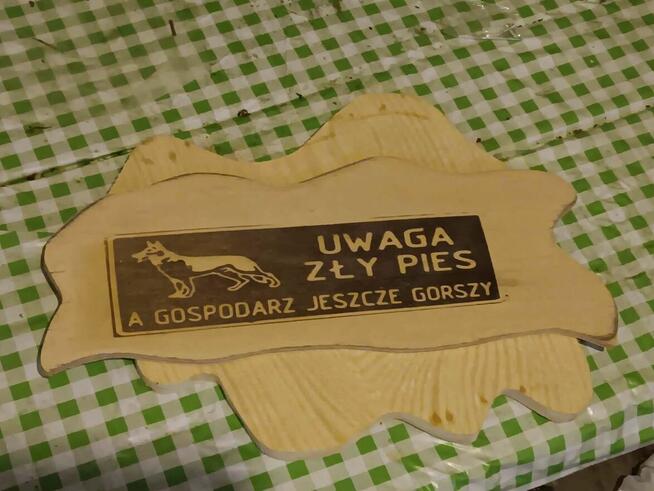 UWAGA
ZŁY PIES
A GOSPODARZ JESZCZE GORSZY